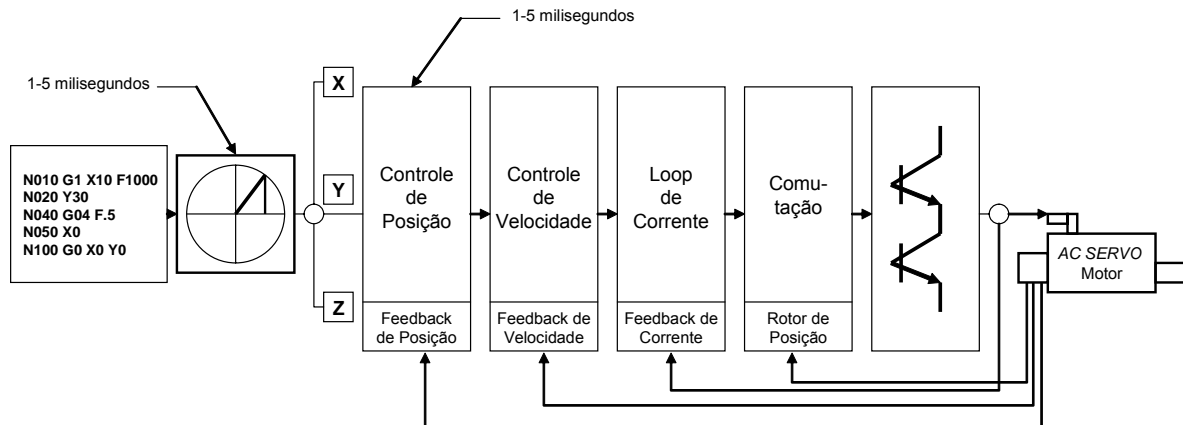 1-5 milisegundos
1-5 milisegundos
N010 G1 X10 F1000
N020 Y30
N040 G04 F.5
N050 X0
N100 G0 X0 Y0
X
Y
Z
Controle
de
Posição
Feedback
de Posição
Controle
de
Velocidade
Feedback de
Velocidade
Loop
de
Corrente
Feedback de
Corrente
Comu-
tação
Rotor de
Posição
AC SERVO
Motor